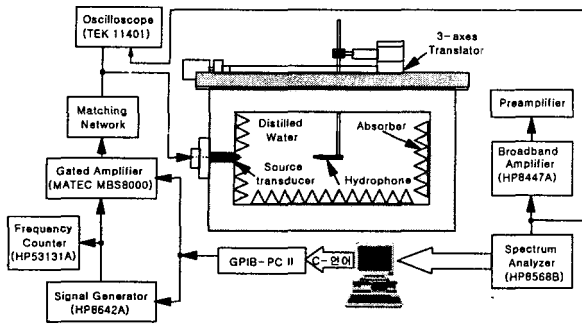 Oscilloscope
(TEK 11401)
3-axes
Translator
Matching
Network
Distilled
Water
Absorber
Preamplifier
Gated Amplifier
(MATEC MBS8000)
Source
transducer
Hydrophone
Broadband
Amplifier
(HP8447A)
Frequency
Counter
(HP53131A)
GPIB-PC II
C-언어
Spectrum
Analyzer
(HP8568B)
Signal Generator
(HP8642A)